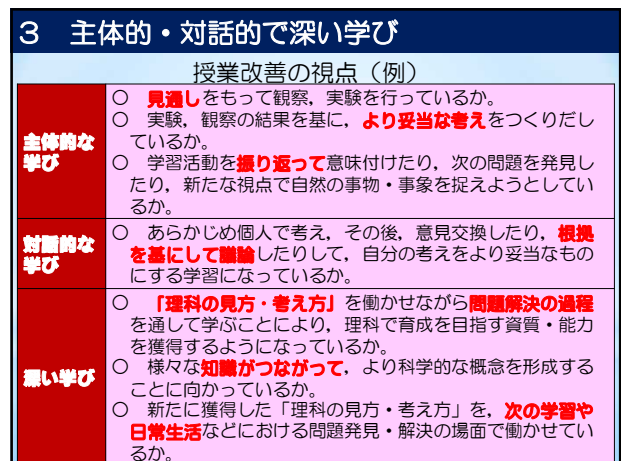 3 主体的・対話的で深い学び
授業改善の視点（例）
主体的な
学び
○ 見通しをもって観察，実験を行っているか。
○ 実験，観察の結果を基に，より妥当な考えをつくりだし
ているか。
○ 学習活動を振り返って意味付けたり，次の問題を発見し
たり，新たな視点で自然の事物・事象を捉えようとしてい
るか。
対話的な
学び
○ あらかじめ個人で考え，その後，意見交換したり，根拠
を基にして議論したりして，自分の考えをより妥当なもの
にする学習になっているか。
深い学び
○ 「理科の見方・考え方」を働かせながら問題解決の過程
を通して学ぶことにより，理科で育成を目指す資質・能力
を獲得するようになっているか。
○ 様々な知識がつながって，より科学的な概念を形成する
ことに向かっているか。
○ 新たに獲得した「理科の見方・考え方」を，次の学習や
日常生活などにおける問題発見・解決の場面で働かせてい
るか。